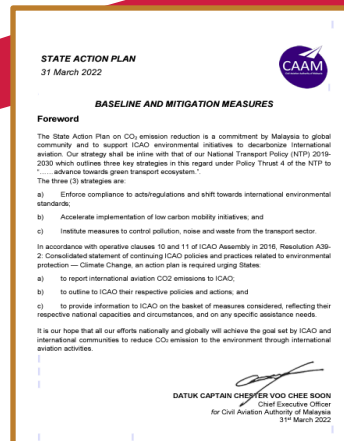 STATE ACTION PLAN
31 March 2022
CAAM
BASELINE AND MITIGATION MEASURES
Foreword
The State Action Plan on CO₂ emission reduction is a commitment by Malaysia to global
community and to support ICAO environmental initiatives to decarbonize International
aviation. Our strategy shall be inline with that of our National Transport Policy (NTP) 2019-
2030 which outlines three key strategies in this regard under Policy Thrust 4 of the NTP to
"......advance towards green transport ecosystem.".
The three (3) strategies are:
a) Enforce compliance to acts/regulations and shift towards international environmental
standards;
b) Accelerate implementation of low carbon mobility initiatives; and
c) Institute measures to control pollution, noise and waste from the transport sector.
In accordance with operative clauses 10 and 11 of ICAO Assembly in 2016, Resolution A39-
2: Consolidated statement of continuing ICAO policies and practices related to environmental
protection — Climate Change, an action plan is required urging States:
a) to report international aviation CO2 emissions to ICAO;
b) to outline to ICAO their respective policies and actions; and
c) to provide information to ICAO on the basket of measures considered, reflecting their
respective national capacities and circumstances, and on any specific assistance needs.
It is our hope that all our efforts nationally and globally will achieve the goal set by ICAO and
international communities to reduce CO₂ emission to the environment through international
aviation activities.
DATUK CAPTAIN CHESTER VOO CHEE SOON
Chief Executive Officer
for Civil Aviation Authority of Malaysia
31st March 2022